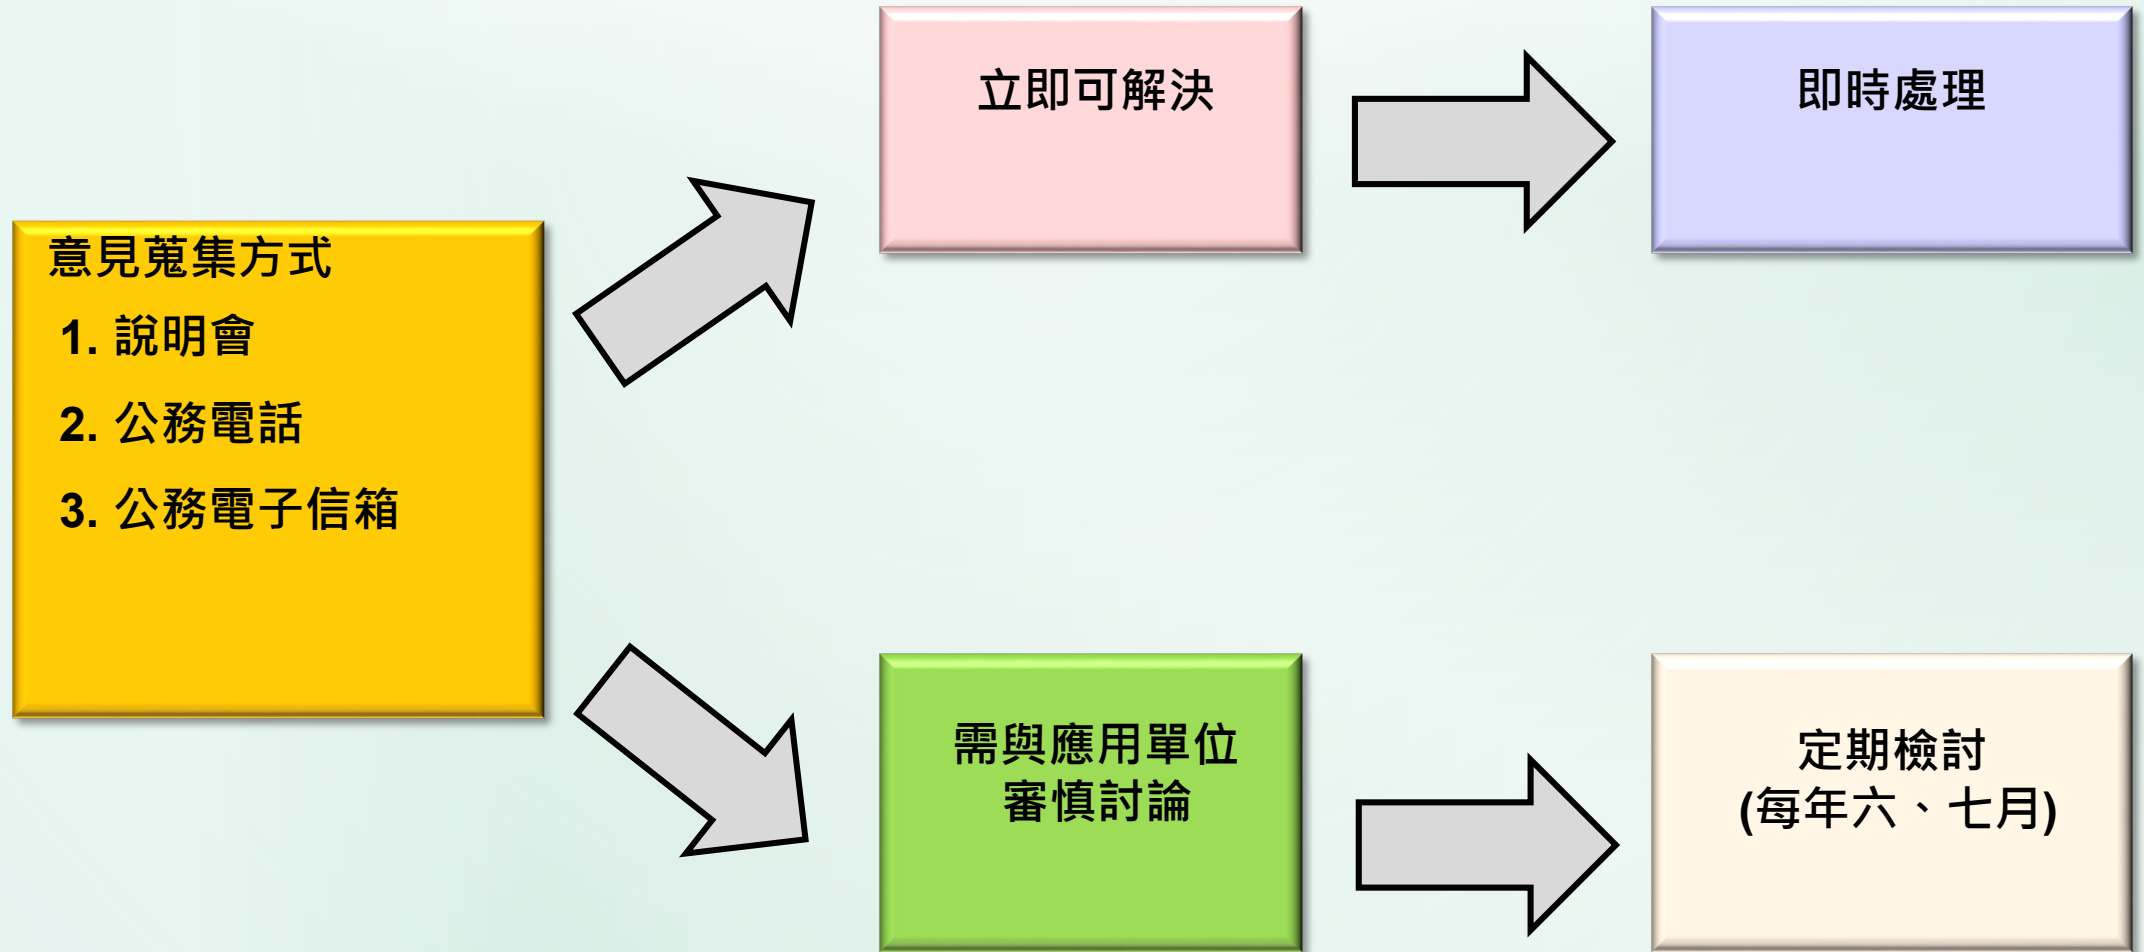 意見蒐集方式
1. 說明會
2. 公務電話
3. 公務電子信箱
立即可解決
即時處理
需與應用單位
審慎討論
定期檢討
(每年六、七月)